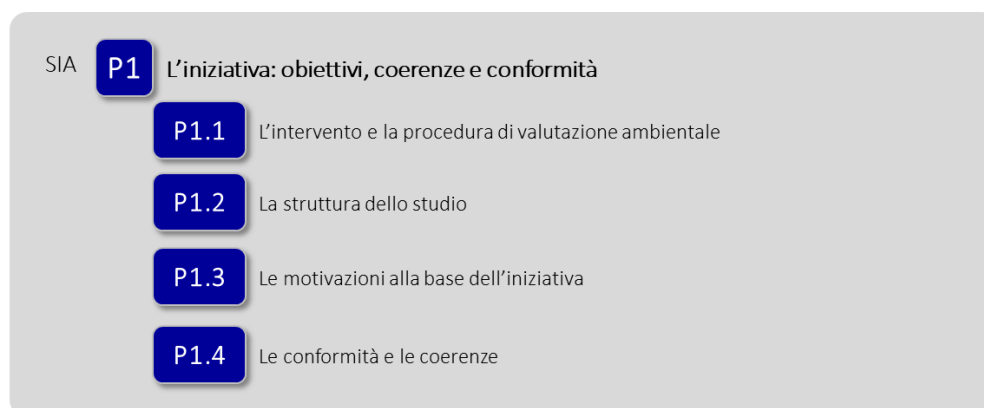 SIA P1 L'iniziativa: obiettivi, coerenze e conformità
P1.1 L'intervento e la procedura di valutazione ambientale
P1.2 La struttura dello studio
P1.3 Le motivazioni alla base dell'iniziativa
P1.4 Le conformità e le coerenze